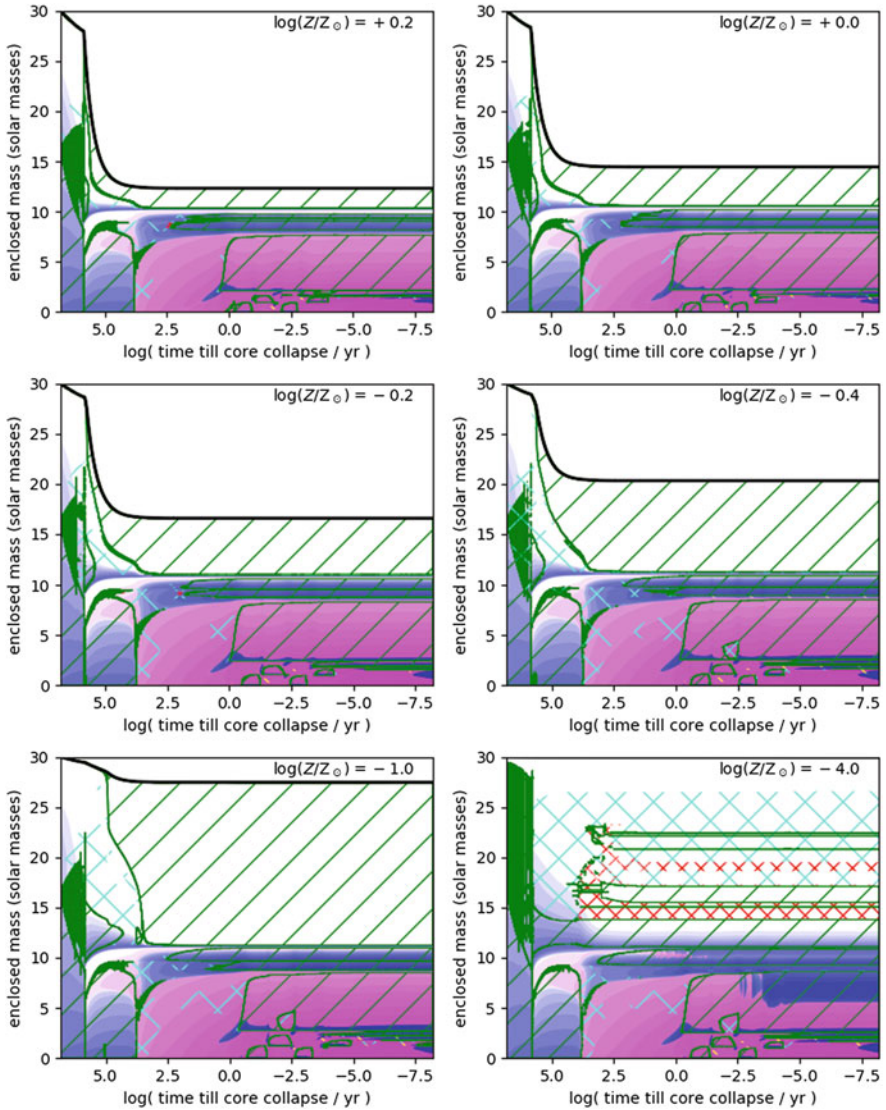 log(Z/Z☉) = + 0.2
30
25
20
15
10
5
0
enclosed mass (solar masses)
5.0 2.5 0.0 −2.5 −5.0 −7.5
log( time till core collapse / yr )
log(Z/Z☉) = + 0.0
30
25
20
15
10
5
0
enclosed mass (solar masses)
5.0 2.5 0.0 −2.5 −5.0 −7.5
log( time till core collapse / yr )
log(Z/Z☉) = − 0.2
30
25
20
15
10
5
0
enclosed mass (solar masses)
5.0 2.5 0.0 −2.5 −5.0 −7.5
log( time till core collapse / yr )
log(Z/Z☉) = − 0.4
30
25
20
15
10
5
0
enclosed mass (solar masses)
5.0 2.5 0.0 −2.5 −5.0 −7.5
log( time till core collapse / yr )
log(Z/Z☉) = − 1.0
30
25
20
15
10
5
0
enclosed mass (solar masses)
5.0 2.5 0.0 −2.5 −5.0 −7.5
log( time till core collapse / yr )
log(Z/Z☉) = − 4.0
30
25
20
15
10
5
0
enclosed mass (solar masses)
5.0 2.5 0.0 −2.5 −5.0 −7.5
log( time till core collapse / yr )